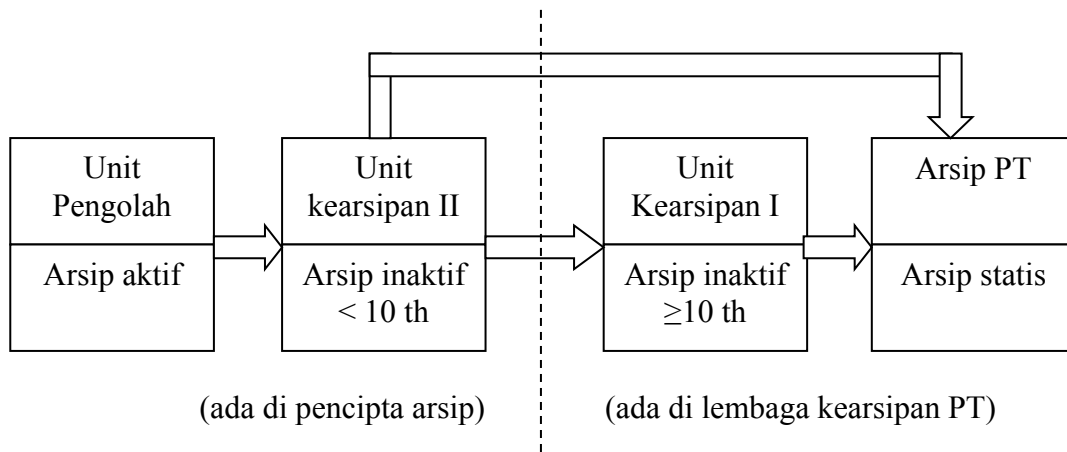 Unit
Pengolah
Arsip aktif
Unit
kearsipan II
Arsip inaktif
< 10 th
Unit
Kearsipan I
Arsip inaktif
≥10 th
Arsip PT
Arsip statis
(ada di pencipta arsip)
(ada di lembaga kearsipan PT)